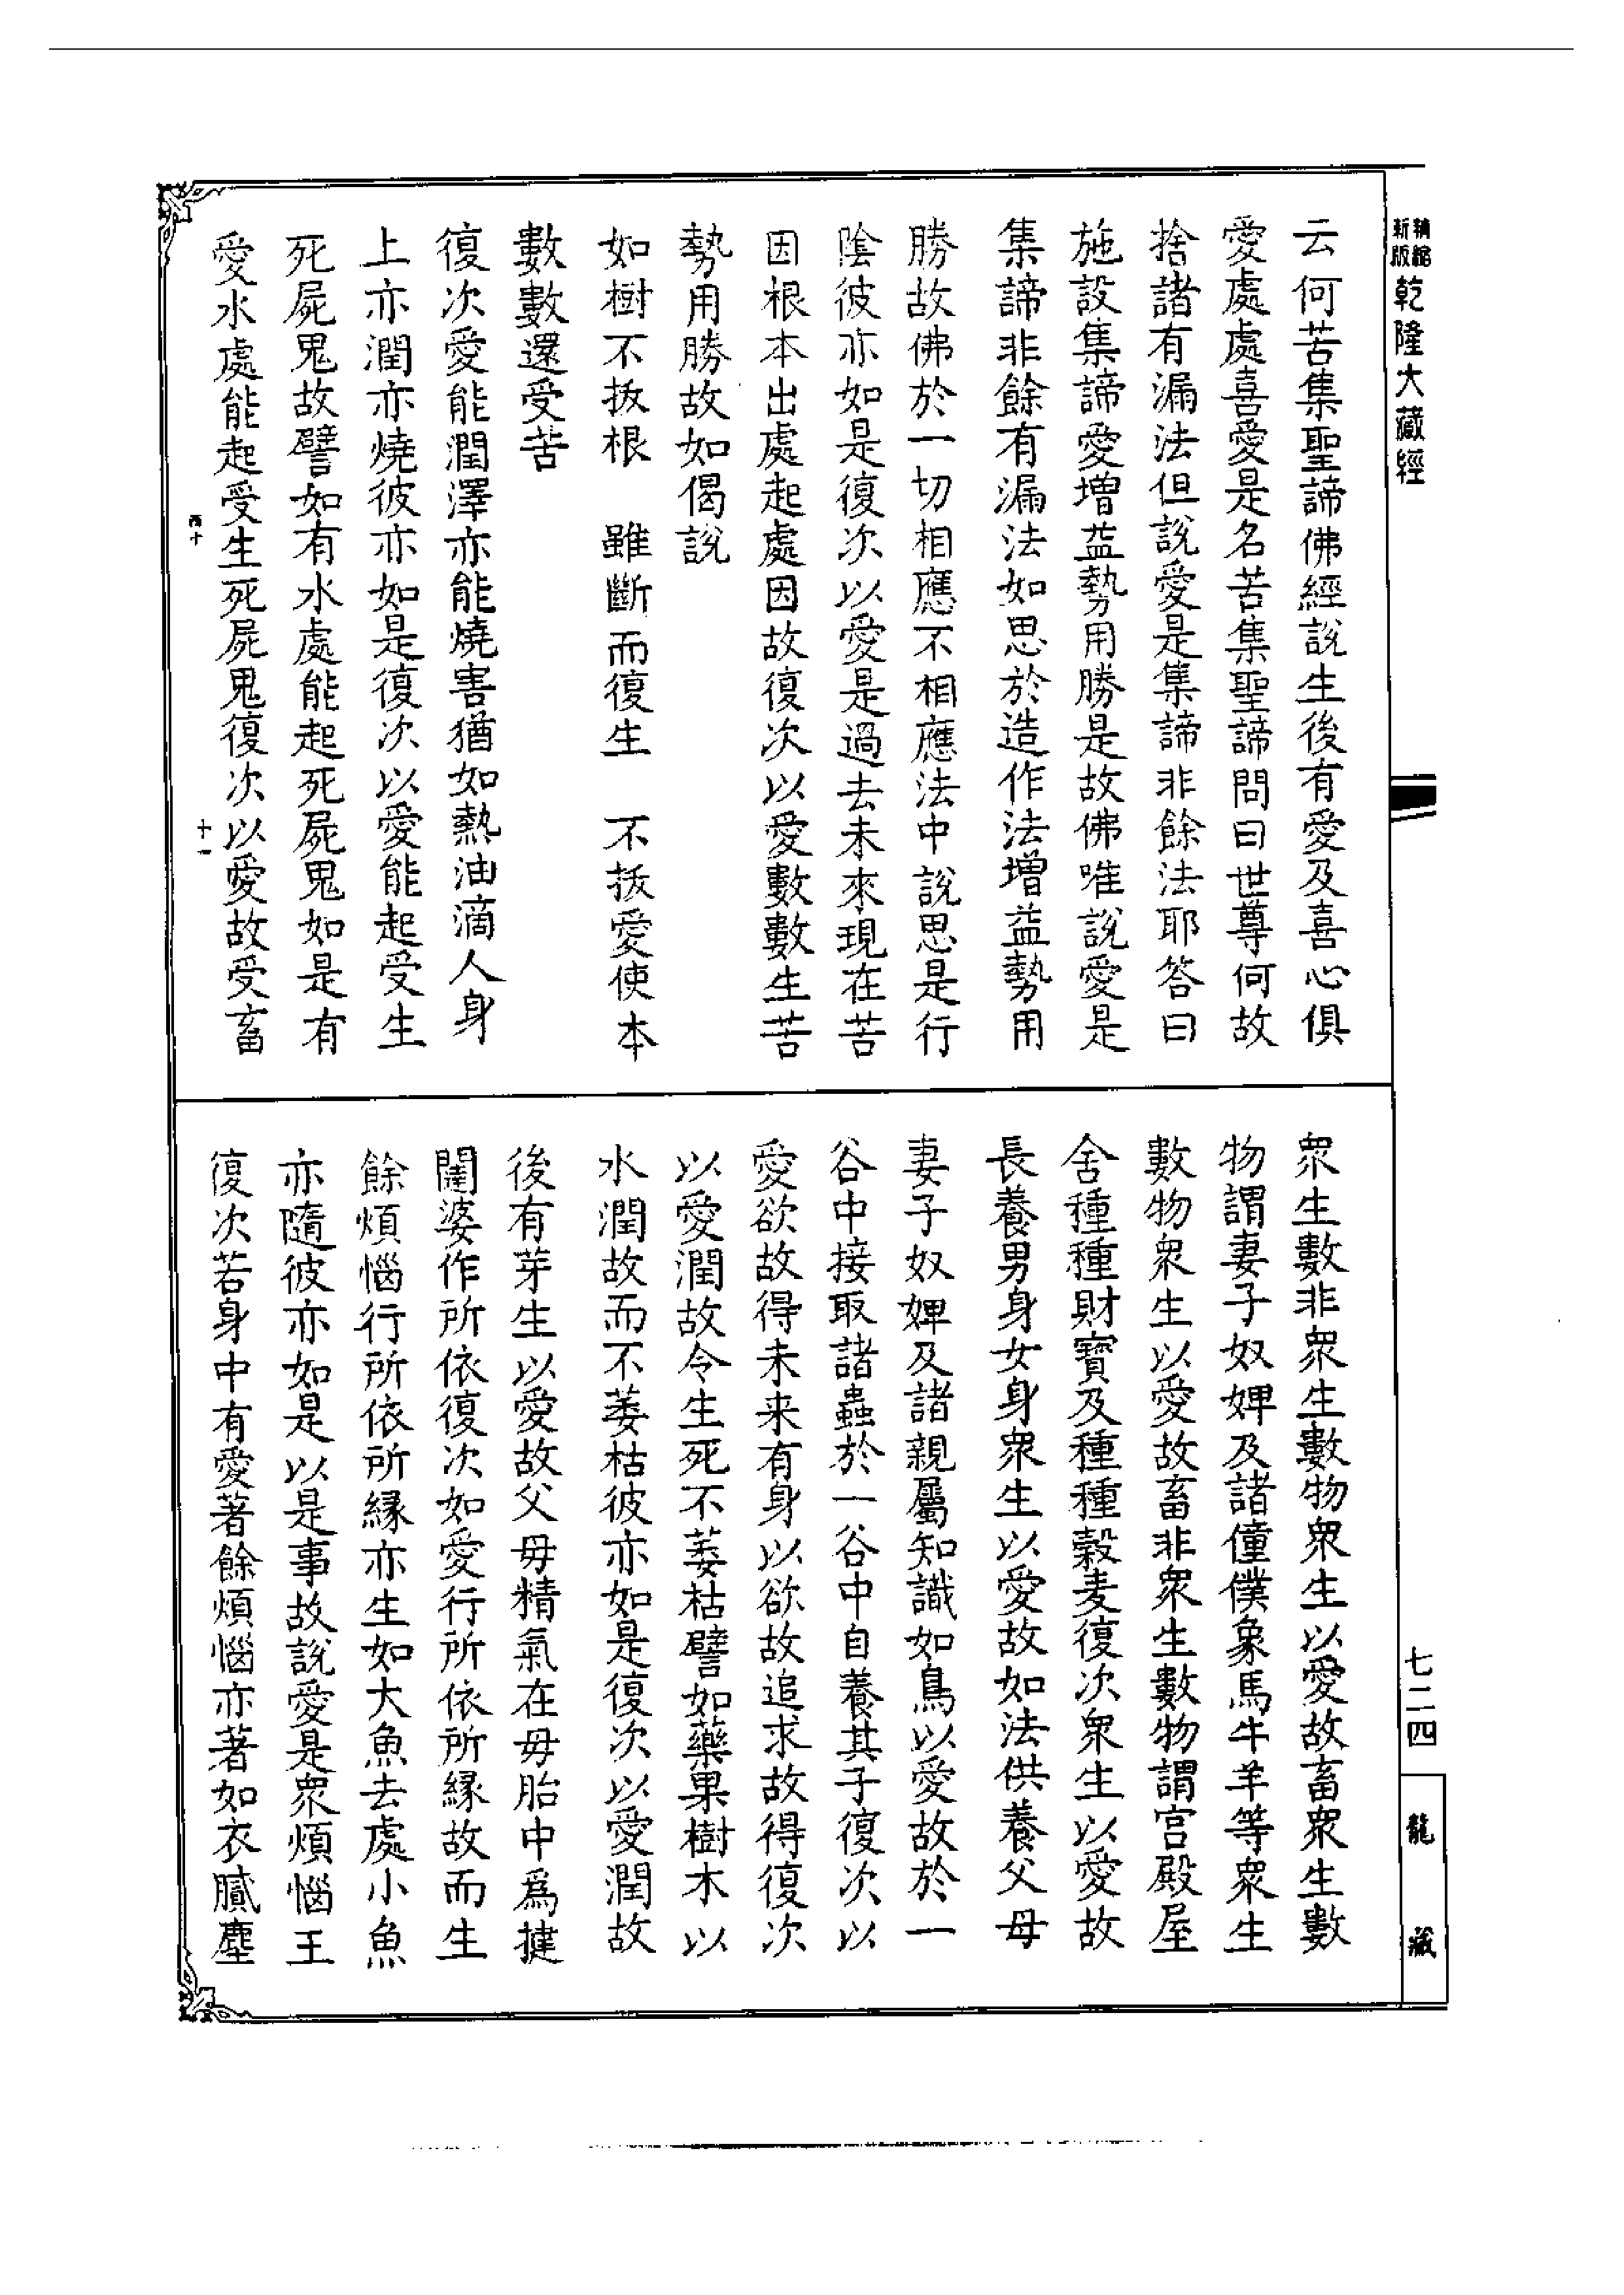 新編縮版 乾隆大藏經
云何苦集聖諦佛經說生後有愛及喜心俱
愛處處喜愛是名苦集聖諦問曰世尊何故
捨諸有漏法但說愛是集諦非餘法耶答曰
施設集諦愛增益勢用勝是故佛唯說愛是
集諦非餘有漏法如思於造作法增益勢用
勝故佛於一切相應不相應法中說思是行
陰彼亦如是復次以愛是過去未來現在苦
因根本出處起處因故復次以愛數數生苦
勢用勝故如偈說
如樹不拔根　雖斷而復生　不拔愛使本
數數還受苦
復次愛能潤澤亦能燒害猶如熱油滴人身
上亦潤亦燒彼亦如是復次以愛能起受生
死屍鬼故譬如有水處能起死屍鬼如是有
愛水處能起受生死屍鬼復次以愛故受畜
丙十　十一
眾生數非眾生數物眾生以愛故畜眾生數
物謂妻子奴婢及諸僮僕象馬牛羊等眾生
數物眾生以愛故畜非眾生數物謂宮殿屋
舍種種財寶及種種穀麦復次眾生以愛故
長養男身女身眾生以愛故如法供養父母
妻子奴婢及諸親屬知識如鳥以愛故於一
谷中接取諸蟲於一谷中自養其子復次以
愛欲故得未来有身以欲故追求故得復次
以愛潤故令生死不萎枯譬如藥果樹木以
水潤故而不萎枯彼亦如是復次以愛潤故
後有芽生以愛故父母精氣在母胎中為揵
闥婆作所依復次如愛行所依所緣故而生
餘煩惱行所依所緣亦生如大魚去處小魚
亦隨彼亦如是以是事故說愛是眾煩惱王
復次若身中有愛著餘煩惱亦著如衣膩塵
七二四
龍藏